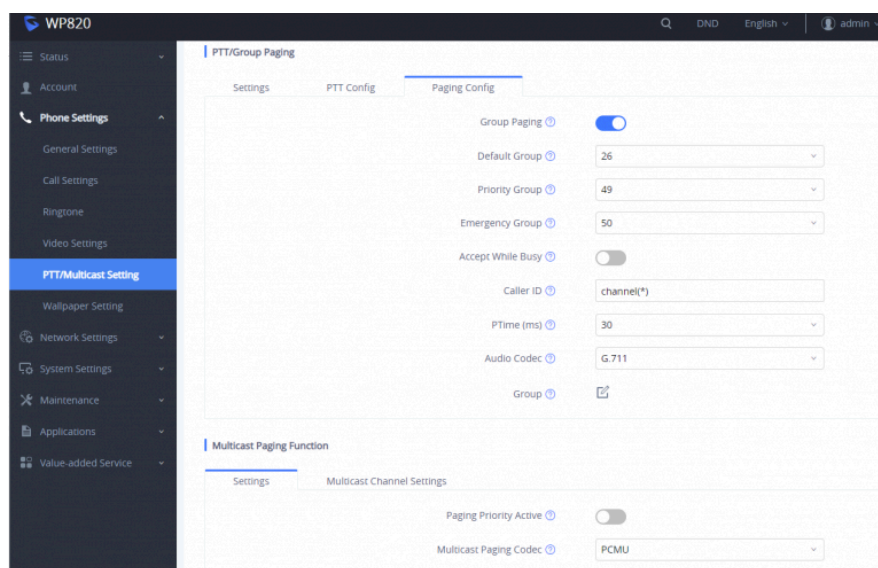 WP820
DND
English
admin
Status
Account
Phone Settings
General Settings
Call Settings
Ringtone
Video Settings
PTT/Multicast Setting
Wallpaper Setting
Network Settings
System Settings
Maintenance
Applications
Value-added Service
PTT/Group Paging
Settings PTT Config Paging Config
Group Paging
Default Group 26
Priority Group 49
Emergency Group 50
Accept While Busy
Caller ID channel(*)
PTime (ms) 30
Audio Codec G.711
Group
Multicast Paging Function
Settings Multicast Channel Settings
Paging Priority Active
Multicast Paging Codec PCMU